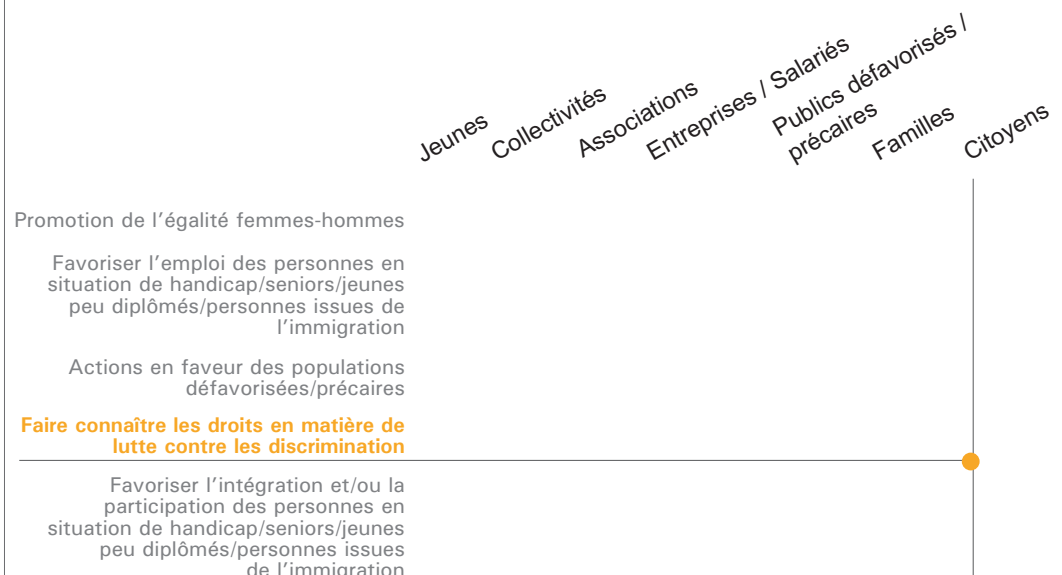 Jeunes
Collectivités
Associations
Entreprises / Salariés
Publics défavorisés /
précaires
Familles
Citoyens
Promotion de l’égalité femmes-hommes
Favoriser l’emploi des personnes en
situation de handicap/seniors/jeunes
peu diplômés/personnes issues de
l’immigration
Actions en faveur des populations
défavorisées/précaires
Faire connaître les droits en matière de
lutte contre les discrimination
Favoriser l’intégration et/ou la
participation des personnes en
situation de handicap/seniors/jeunes
peu diplômés/personnes issues
de l’immigration